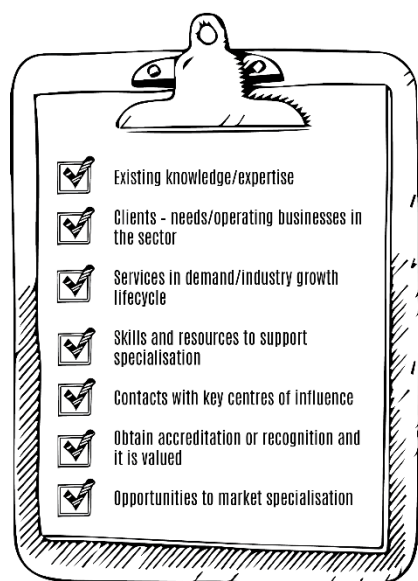 Existing knowledge/expertise
Clients - needs/operating businesses in
the sector
Services in demand/industry growth
lifecycle
Skills and resources to support
specialisation
Contacts with key centres of influence
Obtain accreditation or recognition and
it is valued
Opportunities to market specialisation